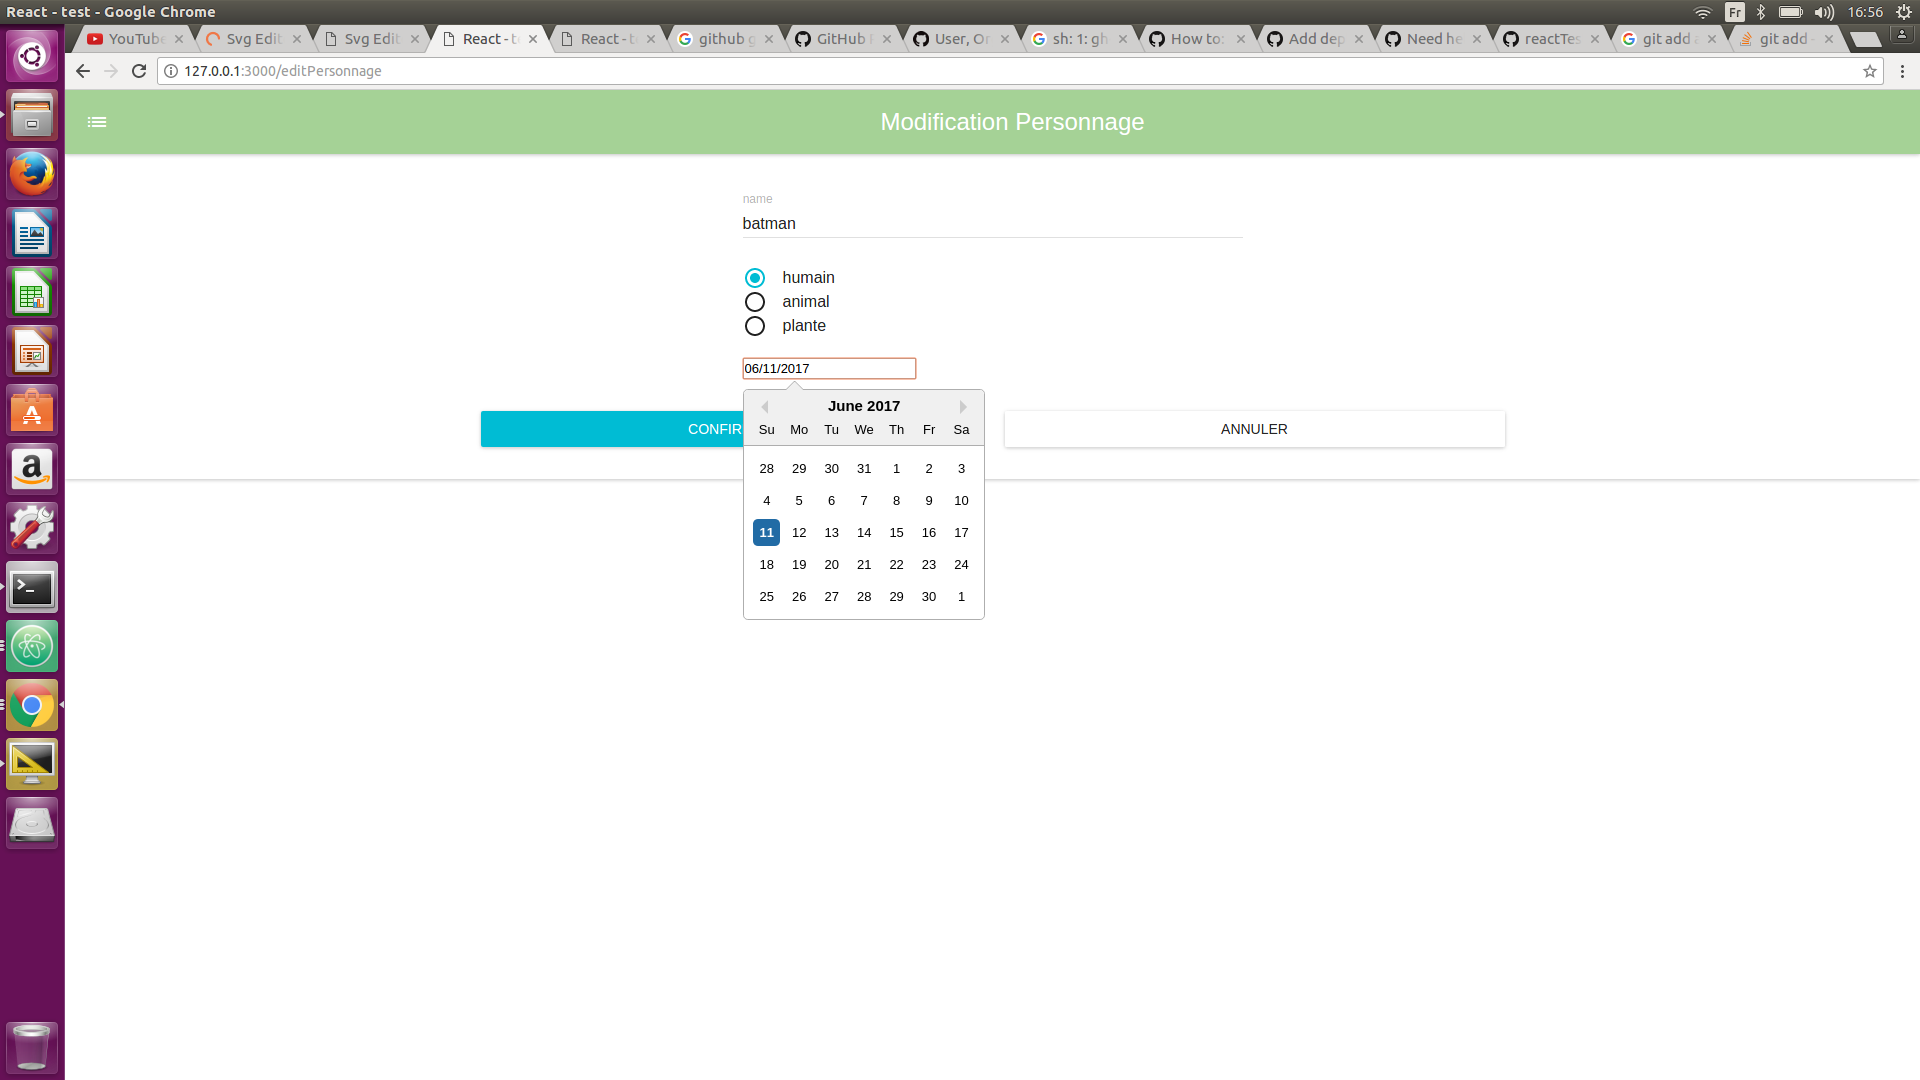 React - test - Google Chrome
Fr
16:56
YouTube
Svg Edit
Svg Edit
React - te
React - te
github g
GitHub
User, Or
sh: 1: gh
How to:
Add dep
Need he
reactTes
git add
git add
127.0.0.1:3000/editPersonnage
Modification Personnage
name
batman
humain
animal
plante
06/11/2017
June 2017
CONFIR
ANNULER
Su Mo Tu We Th Fr Sa
28 29 30 31 1 2 3
4 5 6 7 8 9 10
11 12 13 14 15 16 17
18 19 20 21 22 23 24
25 26 27 28 29 30 1